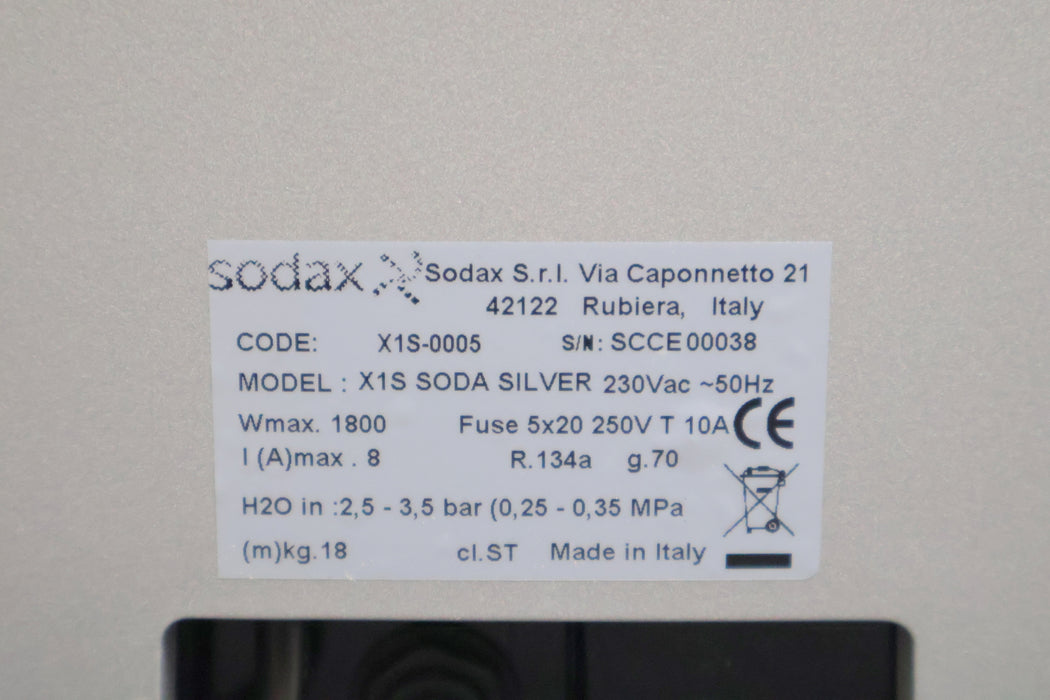 sodax Sodax S.r.l. Via Caponnetto 21
42122 Rubiera, Italy
CODE: X1S-0005 S/N: SCCE00038
MODEL : X1S SODA SILVER 230Vac ~50Hz
Wmax. 1800 Fuse 5x20 250V T 10A CE
I (A)max . 8 R.134a g.70
H2O in :2,5 - 3,5 bar (0,25 - 0,35 MPa
(m)kg.18 cl.ST Made in Italy